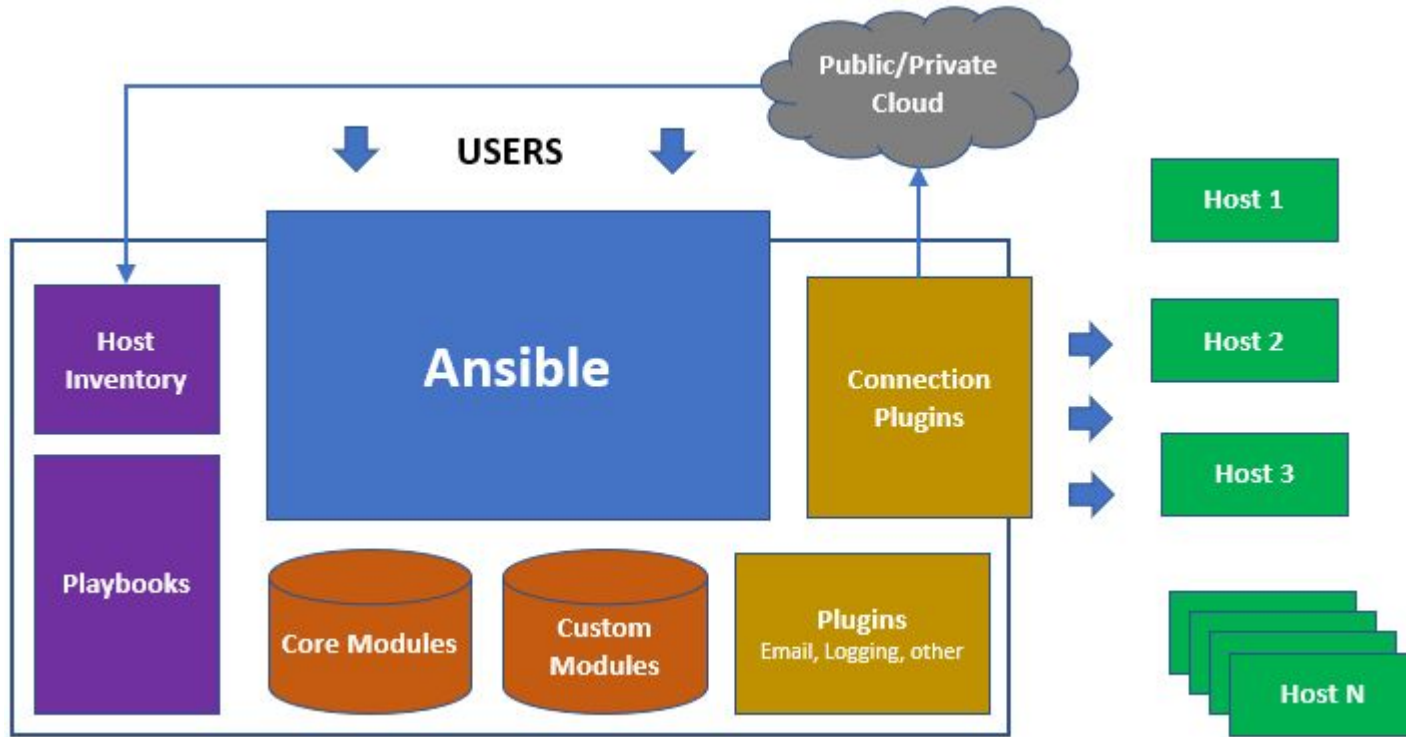 Public/Private
Cloud
USERS
Host 1
Host
Inventory
Ansible
Connection
Plugins
Host 2
Host 3
Playbooks
Core Modules
Custom
Modules
Plugins
Email, Logging, other
Host N